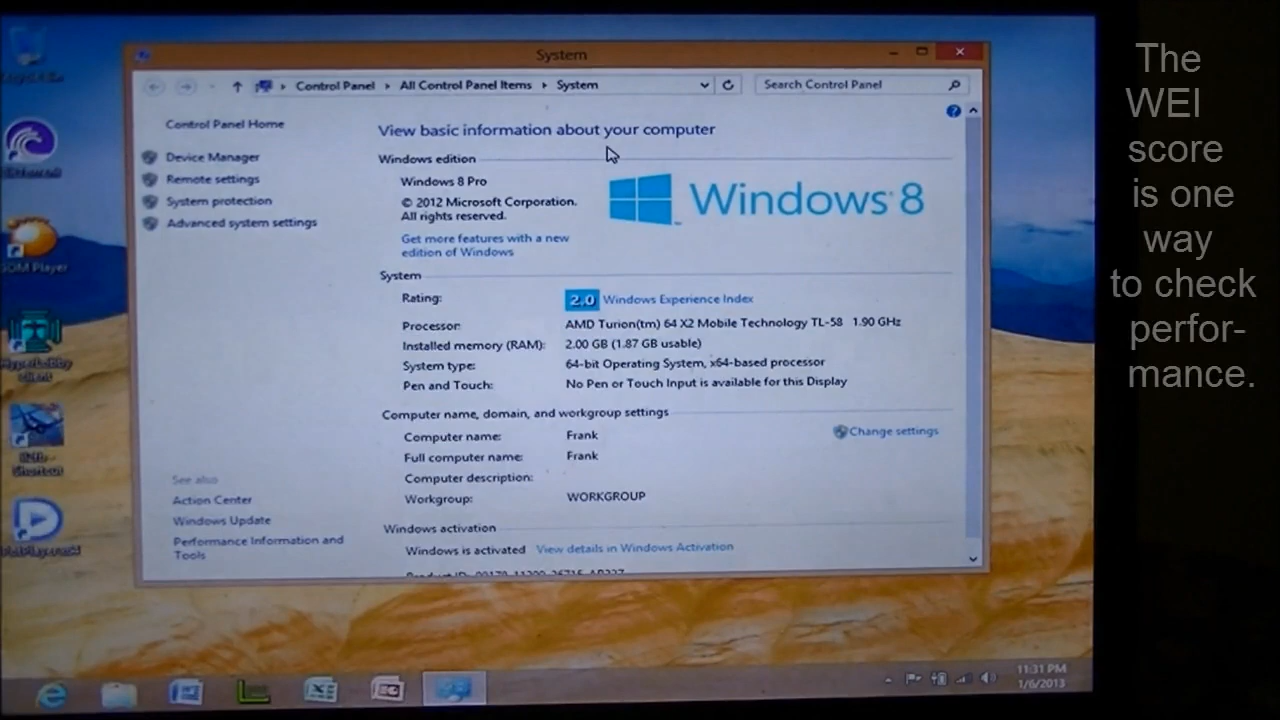 System
Control Panel
All Control Panel Items
System
Search Control Panel
The
WEI
score
is one
way
to check
perfor-
mance.
Control Panel Home
Device Manager
Remote settings
System protection
Advanced system settings
View basic information about your computer
Windows edition
Windows 8 Pro
© 2012 Microsoft Corporation.
All rights reserved.
Get more features with a new
edition of Windows
Windows 8
System
Rating: 2.0 Windows Experience Index
Processor: AMD Turion(tm) 64 X2 Mobile Technology TL-58 1.90 GHz
Installed memory (RAM): 2.00 GB (1.87 GB usable)
System type: 64-bit Operating System, x64-based processor
Pen and Touch: No Pen or Touch Input is available for this Display
Computer name, domain, and workgroup settings
Computer name: Frank
Change settings
Full computer name: Frank
Computer description:
Workgroup: WORKGROUP
Windows activation
Windows is activated View details in Windows Activation
See also
Action Center
Windows Update
Performance Information and
Tools
GOM Player
HyperLobby
client
Shortcut
11:31 PM
1/6/2013